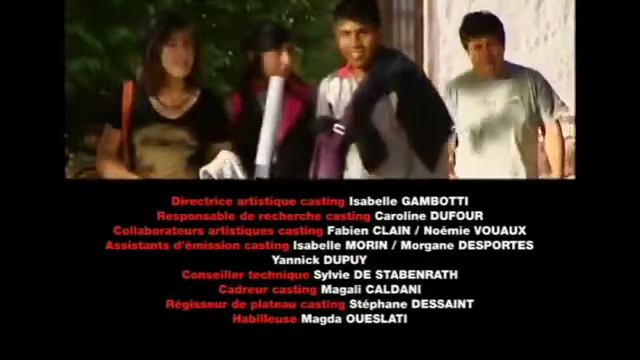 Directrice artistique casting Isabelle GAMBOTTI
Responsable de recherche casting Caroline DUFOUR
Collaborateurs artistiques casting Fabien CLAIN / Noémie VOUAUX
Assistants d'émission casting Isabelle MORIN / Morgane DESPORTES
Yannick DUPUY
Conseiller technique Sylvie DE STABENRATH
Cadreur casting Magali CALDANI
Régisseur de plateau casting Stéphane DESSAINT
Habilleuse Magda OUESLATI